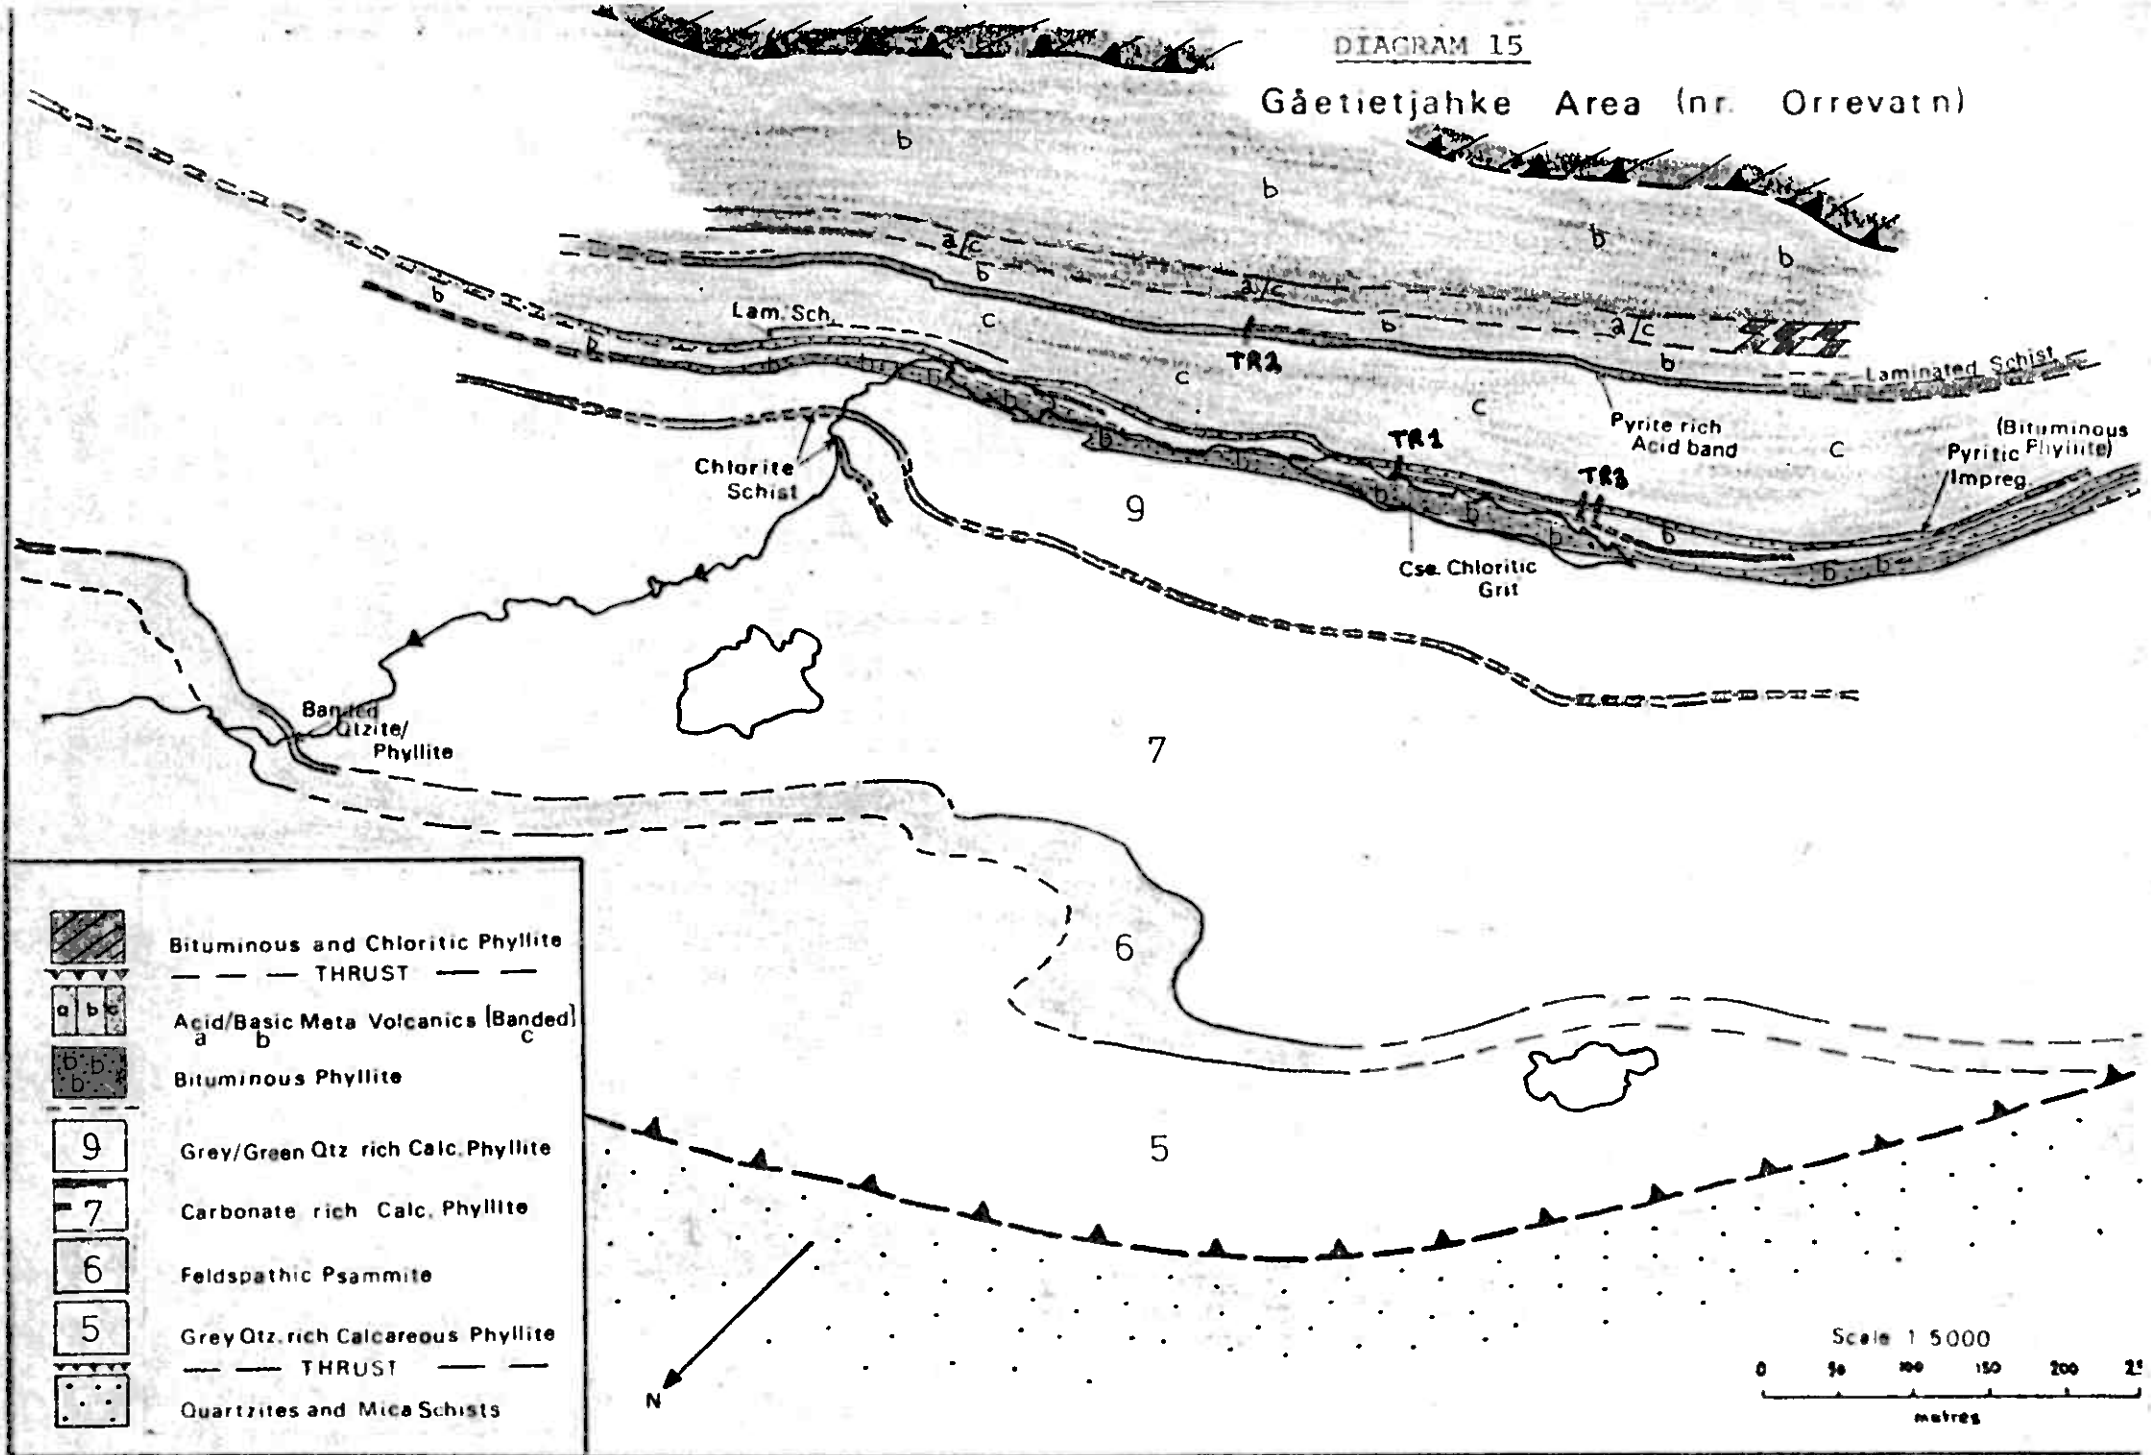 DIAGRAM 15
Gåetietjahke Area (nr. Orrevatn)
b
b
b
b
a/c
b
a/c
b
a/c
b
Lam. Sch.
c
TR2
c
c
c
Laminated Schist
Pyrite rich
Acid band
(Bituminous
Phyllite)
Pyritic
Impreg.
b
b
b
b
b
b
b
b
b
b
b
b
b
b
TR1
TR3
Chlorite
Schist
9
Cse. Chloritic
Grit
Banded
Qtzite/
Phyllite
7
6
5
Bituminous and Chloritic Phyllite
THRUST
a b c
Acid/Basic Meta Volcanics (Banded)
a b c
b b
b
Bituminous Phyllite
9
Grey/Green Qtz rich Calc. Phyllite
7
Carbonate rich Calc. Phyllite
6
Feldspathic Psammite
5
Grey Qtz. rich Calcareous Phyllite
THRUST
Quartzites and Mica Schists
N
Scale 1 5000
0 50 100 150 200
metres